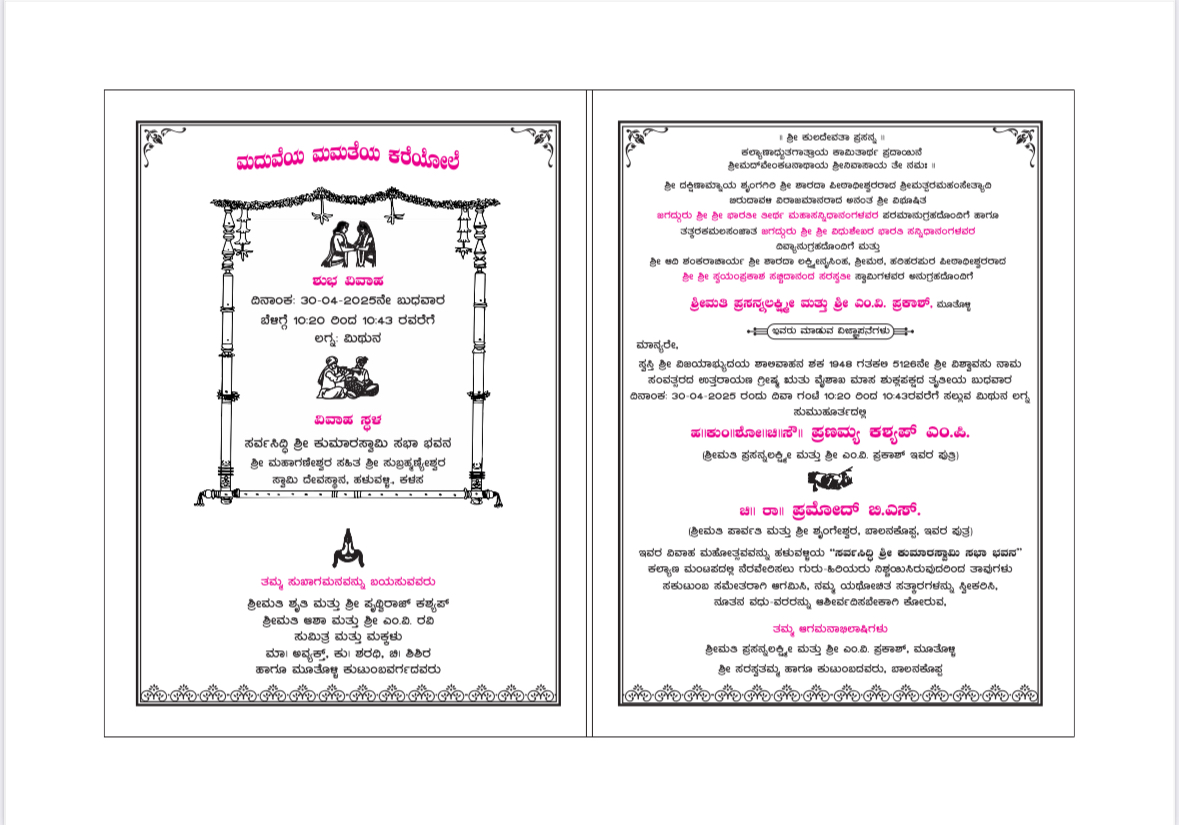 ಮದುವೆಯ ಮಮತೆಯ ಕರೆಯೋಲೆ
ಶುಭ ವಿವಾಹ
ದಿನಾಂಕ: 30-04-2025ನೇ ಬುಧವಾರ
ಬೆಳಗ್ಗೆ 10:20 ರಿಂದ 10:43 ರವರೆಗೆ
ಲಗ್ನ: ಮಿಥುನ
ವಿವಾಹ ಸ್ಥಳ
ಸರ್ವಸಿದ್ಧಿ ಶ್ರೀ ಕುಮಾರಸ್ವಾಮಿ ಸಭಾ ಭವನ
ಶ್ರೀ ಮಹಾಗಣೇಶ್ವರ ಸಹಿತ ಶ್ರೀ ಸುಬ್ರಹ್ಮಣ್ಯೇಶ್ವರ
ಸ್ವಾಮಿ ದೇವಸ್ಥಾನ, ಹಳುವಳ್ಳಿ, ಕಳಸ
ತಮ್ಮ ಸುಖಾಗಮನವನ್ನು ಬಯಸುವವರು
ಶ್ರೀಮತಿ ಶೃತಿ ಮತ್ತು ಶ್ರೀ ಪೃಥ್ವಿರಾಜ್ ಕಶ್ಯಪ್
ಶ್ರೀಮತಿ ಆಶಾ ಮತ್ತು ಶ್ರೀ ಎಂ.ವಿ. ರವಿ
ಸುಮಿತ್ರ ಮತ್ತು ಮಕ್ಕಳು
ಮಾ। ಅವ್ಯಕ್ತ್, ಕು। ಶರಧಿ, ಚಿ। ಶಿಶಿರ
ಹಾಗೂ ಮೂತೊಳ್ಳಿ ಕುಟುಂಬವರ್ಗದವರು
॥ ಶ್ರೀ ಕುಲದೇವತಾ ಪ್ರಸನ್ನ ॥
ಕಲ್ಯಾಣಾದ್ಭುತಗಾತ್ರಾಯ ಕಾಮಿತಾರ್ಥ ಪ್ರದಾಯಿನೆ
ಶ್ರೀಮದ್‌ವೇಂಕಟನಾಥಾಯ ಶ್ರೀನಿವಾಸಾಯ ತೇ ನಮಃ ॥
ಶ್ರೀ ದಕ್ಷಿಣಾಮ್ನಾಯ ಶೃಂಗಗಿರಿ ಶ್ರೀ ಶಾರದಾ ಪೀಠಾಧೀಶ್ವರರಾದ ಶ್ರೀಮತ್ಪರಮಹಂಸೇತ್ಯಾದಿ
ಬಿರುದಾವಳಿ ವಿರಾಜಮಾನರಾದ ಅನಂತ ಶ್ರೀ ವಿಭೂಷಿತ
ಜಗದ್ಗುರು ಶ್ರೀ ಶ್ರೀ ಭಾರತೀ ತೀರ್ಥ ಮಹಾಸನ್ನಿಧಾನಂಗಳವರ ಪರಮಾನುಗ್ರಹದೊಂದಿಗೆ ಹಾಗೂ
ತತ್ಕರಕಮಲಸಂಜಾತ ಜಗದ್ಗುರು ಶ್ರೀ ಶ್ರೀ ವಿಧುಶೇಖರ ಭಾರತಿ ಸನ್ನಿಧಾನಂಗಳವರ
ದಿವ್ಯಾನುಗ್ರಹದೊಂದಿಗೆ ಮತ್ತು
ಶ್ರೀ ಆದಿ ಶಂಕರಾಚಾರ್ಯ ಶ್ರೀ ಶಾರದಾ ಲಕ್ಷ್ಮೀನೃಸಿಂಹ, ಶ್ರೀಮಠ, ಹರಿಹರಪುರ ಪೀಠಾಧೀಶ್ವರರಾದ
ಶ್ರೀ ಶ್ರೀ ಸ್ವಯಂಪ್ರಕಾಶ ಸಚ್ಚಿದಾನಂದ ಸರಸ್ವತೀ ಸ್ವಾಮಿಗಳವರ ಅನುಗ್ರಹದೊಂದಿಗೆ
ಶ್ರೀಮತಿ ಪ್ರಸನ್ನಲಕ್ಷ್ಮೀ ಮತ್ತು ಶ್ರೀ ಎಂ.ವಿ. ಪ್ರಕಾಶ್, ಮೂತೊಳ್ಳಿ
ಇವರು ಮಾಡುವ ವಿಜ್ಞಾಪನೆಗಳು
ಮಾನ್ಯರೇ,
ಸ್ವಸ್ತಿ ಶ್ರೀ ವಿಜಯಾಭ್ಯುದಯ ಶಾಲಿವಾಹನ ಶಕ 1948 ಗತಕಲಿ 5126ನೇ ಶ್ರೀ ವಿಶ್ವಾವಸು ನಾಮ
ಸಂವತ್ಸರದ ಉತ್ತರಾಯಣ ಗ್ರೀಷ್ಮ ಋತು ವೈಶಾಖ ಮಾಸ ಶುಕ್ಲಪಕ್ಷದ ತೃತೀಯ ಬುಧವಾರ
ದಿನಾಂಕ: 30-04-2025 ರಂದು ದಿವಾ ಗಂಟೆ 10:20 ರಿಂದ 10:43ರವರೆಗೆ ಸಲ್ಲುವ ಮಿಥುನ ಲಗ್ನ
ಸುಮುಹೂರ್ತದಲ್ಲಿ
ಹ॥ಕುಂ॥ಶೋ॥ಚಿ॥ಸೌ॥ ಪ್ರಣಮ್ಯ ಕಶ್ಯಪ್ ಎಂ.ಪಿ.
(ಶ್ರೀಮತಿ ಪ್ರಸನ್ನಲಕ್ಷ್ಮೀ ಮತ್ತು ಶ್ರೀ ಎಂ.ವಿ. ಪ್ರಕಾಶ್ ಇವರ ಪುತ್ರಿ)
ಚಿ॥ ರಾ॥ ಪ್ರಮೋದ್ ಬಿ.ಎಸ್.
(ಶ್ರೀಮತಿ ಪಾರ್ವತಿ ಮತ್ತು ಶ್ರೀ ಶೃಂಗೇಶ್ವರ, ಬಾಲನಕೊಪ್ಪ, ಇವರ ಪುತ್ರ)
ಇವರ ವಿವಾಹ ಮಹೋತ್ಸವವನ್ನು ಹಳುವಳ್ಳಿಯ "ಸರ್ವಸಿದ್ಧಿ ಶ್ರೀ ಕುಮಾರಸ್ವಾಮಿ ಸಭಾ ಭವನ"
ಕಲ್ಯಾಣ ಮಂಟಪದಲ್ಲಿ ನೆರವೇರಿಸಲು ಗುರು-ಹಿರಿಯರು ನಿಶ್ಚಯಿಸಿರುವುದರಿಂದ ತಾವುಗಳು
ಸಕುಟುಂಬ ಸಮೇತರಾಗಿ ಆಗಮಿಸಿ, ನಮ್ಮ ಯಥೋಚಿತ ಸತ್ಕಾರಗಳನ್ನು ಸ್ವೀಕರಿಸಿ,
ನೂತನ ವಧು-ವರರನ್ನು ಆಶೀರ್ವದಿಸಬೇಕಾಗಿ ಕೋರುವ,
ತಮ್ಮ ಆಗಮನಾಭಿಲಾಷಿಗಳು
ಶ್ರೀಮತಿ ಪ್ರಸನ್ನಲಕ್ಷ್ಮೀ ಮತ್ತು ಶ್ರೀ ಎಂ.ವಿ. ಪ್ರಕಾಶ್, ಮೂತೊಳ್ಳಿ
ಶ್ರೀ ಸರಸ್ವತಮ್ಮ ಹಾಗೂ ಕುಟುಂಬದವರು, ಬಾಲನಕೊಪ್ಪ